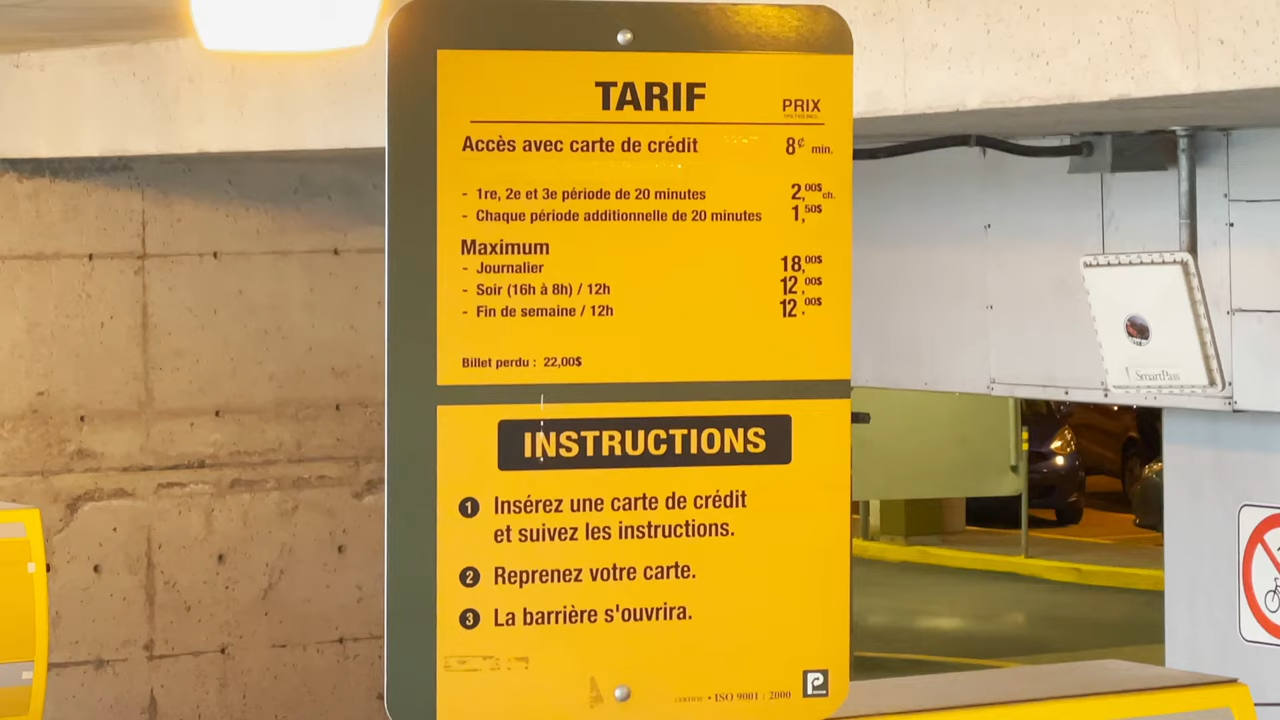 TARIF
PRIX
Accès avec carte de crédit 8¢ min.
- 1re, 2e et 3e période de 20 minutes 2,00$ ch.
- Chaque période additionnelle de 20 minutes 1,50$
Maximum
- Journalier 18,00$
- Soir (16h à 8h) / 12h 12,00$
- Fin de semaine / 12h 12,00$
Billet perdu : 22,00$
INSTRUCTIONS
1 Insérez une carte de crédit
et suivez les instructions.
2 Reprenez votre carte.
3 La barrière s'ouvrira.
• ISO 9001 : 2000
P
SmartPass